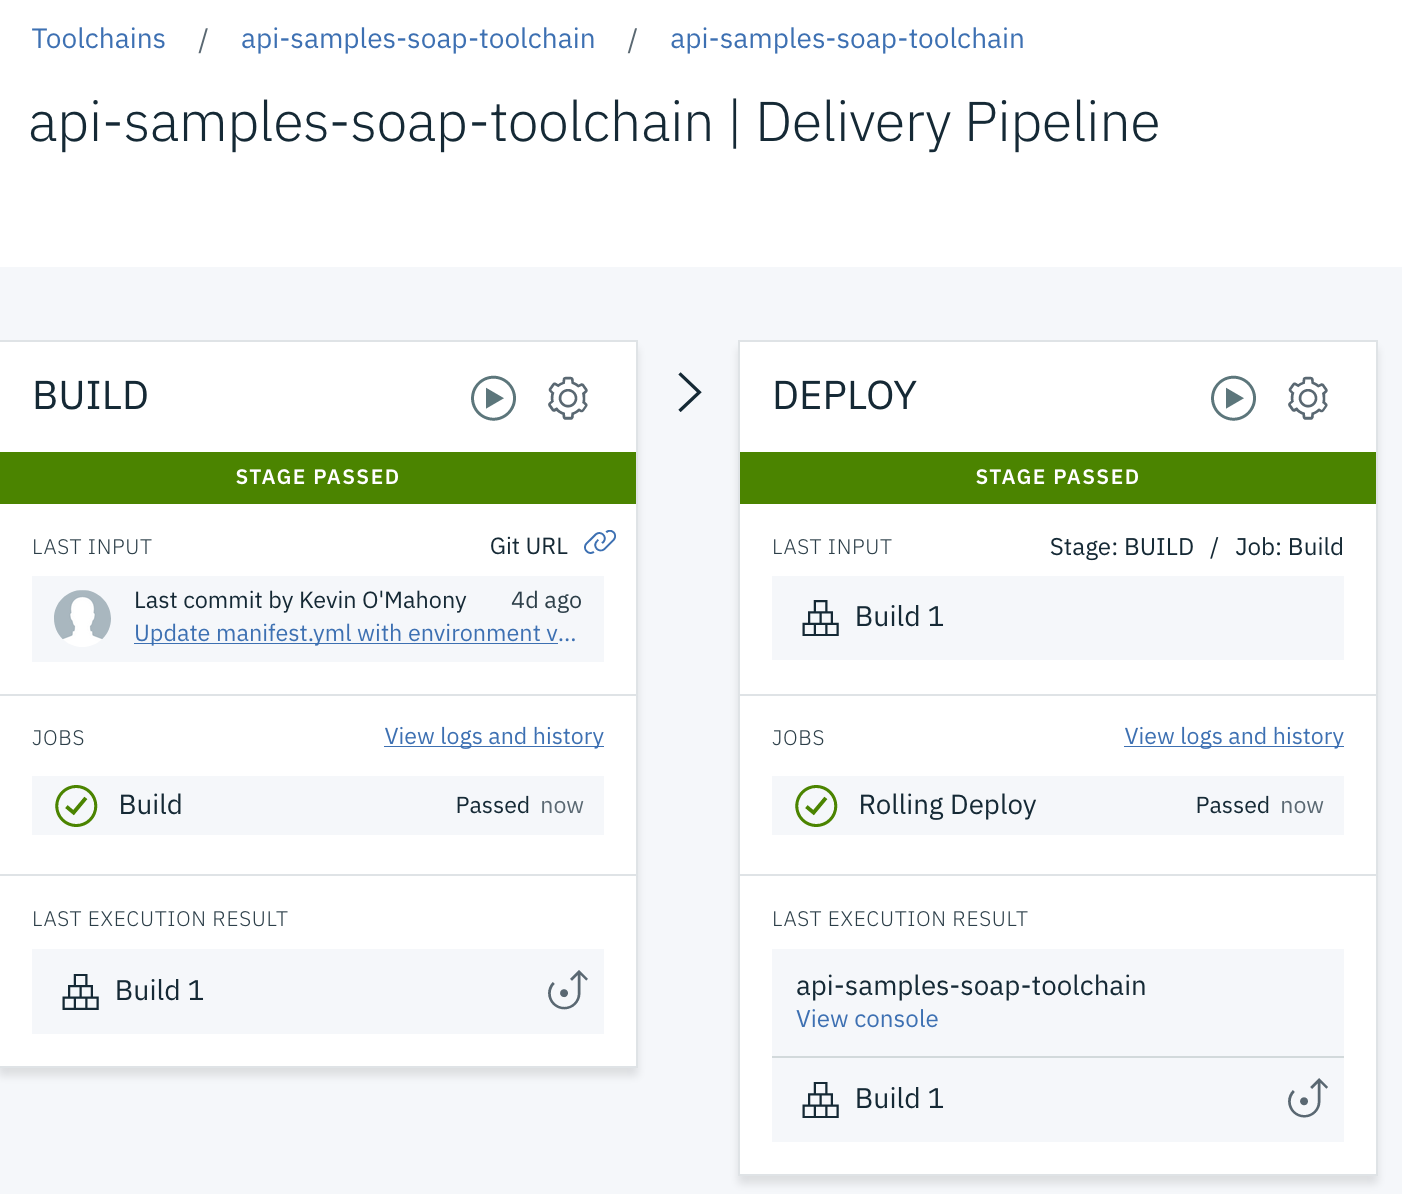 Toolchains / api-samples-soap-toolchain / api-samples-soap-toolchain
api-samples-soap-toolchain | Delivery Pipeline
BUILD
STAGE PASSED
LAST INPUT Git URL
Last commit by Kevin O'Mahony 4d ago
Update manifest.yml with environment v...
JOBS View logs and history
Build Passed now
LAST EXECUTION RESULT
Build 1
DEPLOY
STAGE PASSED
LAST INPUT Stage: BUILD / Job: Build
Build 1
JOBS View logs and history
Rolling Deploy Passed now
LAST EXECUTION RESULT
api-samples-soap-toolchain
View console
Build 1